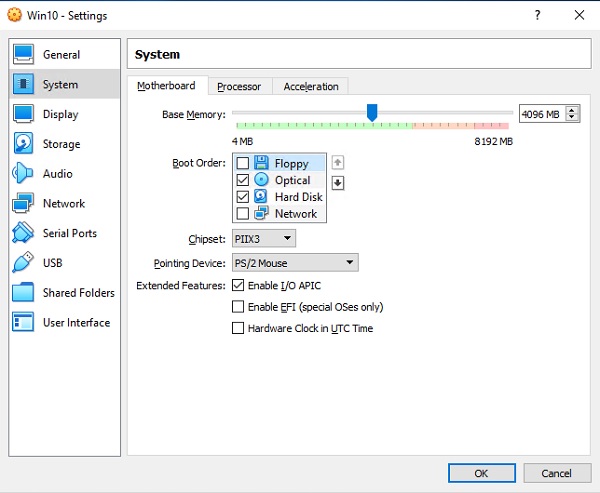 Win10 - Settings
General
System
Display
Storage
Audio
Network
Serial Ports
USB
Shared Folders
User Interface
System
Motherboard Processor Acceleration
Base Memory: 4096 MB
4 MB 8192 MB
Boot Order: Floppy
Optical
Hard Disk
Network
Chipset: PIIX3
Pointing Device: PS/2 Mouse
Extended Features: Enable I/O APIC
Enable EFI (special OSes only)
Hardware Clock in UTC Time
OK Cancel